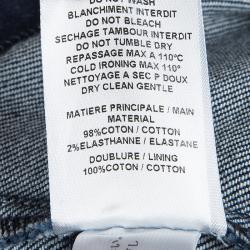 DO NOT WASH
BLANCHIMENT INTERDIT
DO NOT BLEACH
SECHAGE TAMBOUR INTERDIT
DO NOT TUMBLE DRY
REPASSAGE MAX A 110°C
COLD IRONING MAX 110°
NETTOYAGE A SEC P DOUX
DRY CLEAN GENTLE
MATIERE PRINCIPALE / MAIN
MATERIAL
98%COTON / COTTON
2%ELASTHANNE / ELASTANE
DOUBLURE / LINING
100%COTON / COTTON